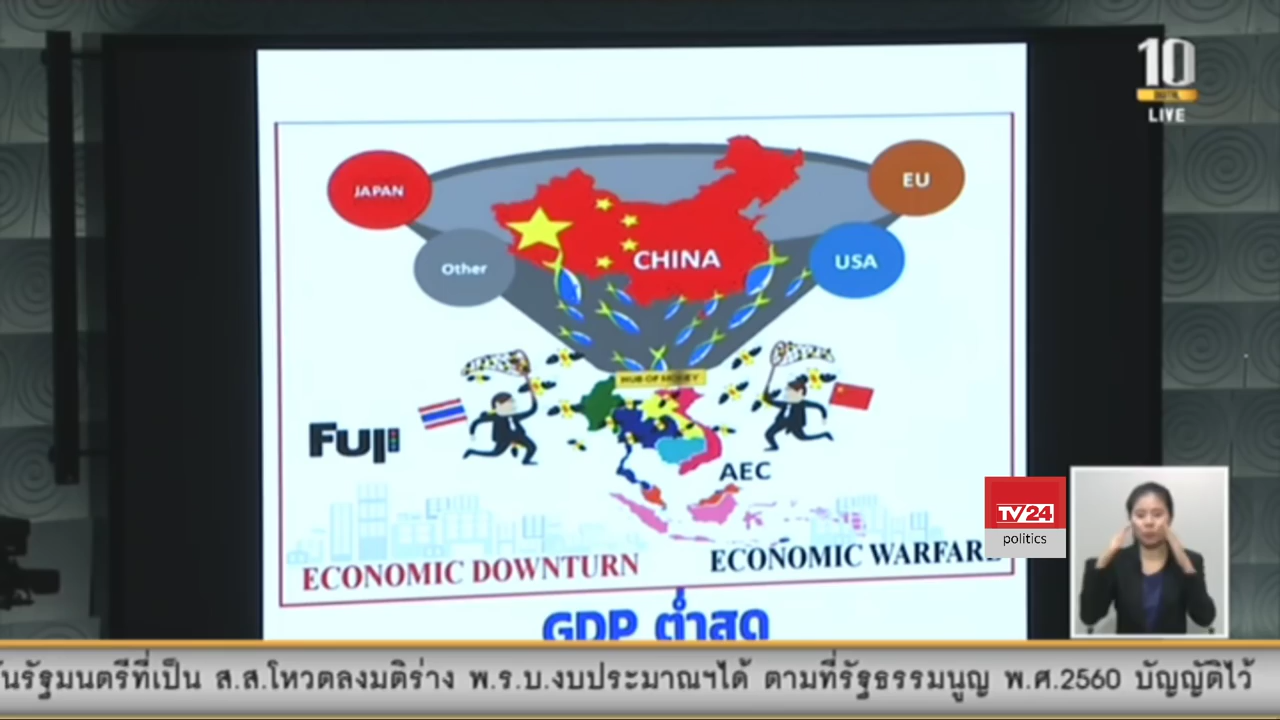 10
DIGITAL
LIVE
JAPAN
EU
Other
CHINA
USA
HUB OF MONEY
Fuji
AEC
TV24
politics
ECONOMIC DOWNTURN
ECONOMIC WARFARE
GDP ต่ำสุด
รัฐมนตรีที่เป็น ส.ส.โหวตลงมติร่าง พ.ร.บ.งบประมาณฯได้ ตามที่รัฐธรรมนูญ พ.ศ.2560 บัญญัติไว้